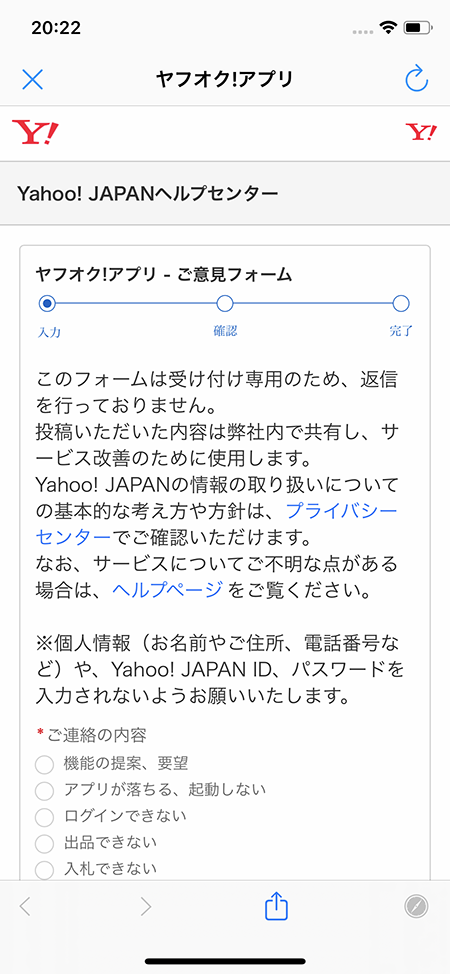 20:22
ヤフオク!アプリ
Y!
Y!
Yahoo! JAPANヘルプセンター
ヤフオク!アプリ - ご意見フォーム
入力
確認
完了
このフォームは受け付け専用のため、返信
を行っておりません。
投稿いただいた内容は弊社内で共有し、サ
ービス改善のために使用します。
Yahoo! JAPANの情報の取り扱いについて
の基本的な考え方や方針は、プライバシー
センターでご確認いただけます。
なお、サービスについてご不明な点がある
場合は、ヘルプページ をご覧ください。
※個人情報（お名前やご住所、電話番号な
ど）や、Yahoo! JAPAN ID、パスワードを
入力されないようお願いいたします。
*ご連絡の内容
機能の提案、要望
アプリが落ちる、起動しない
ログインできない
出品できない
入札できない